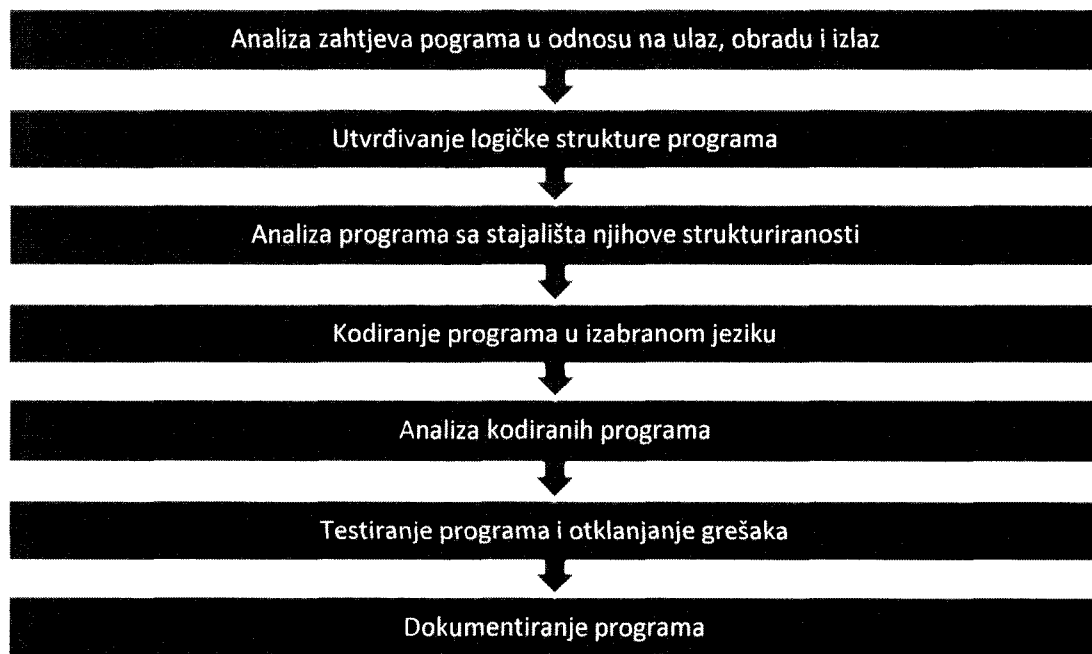 Analiza zahtjeva pograma u odnosu na ulaz, obradu i izlaz
Utvrđivanje logičke strukture programa
Analiza programa sa stajališta njihove strukturiranosti
Kodiranje programa u izabranom jeziku
Analiza kodiranih programa
Testiranje programa i otklanjanje grešaka
Dokumentiranje programa